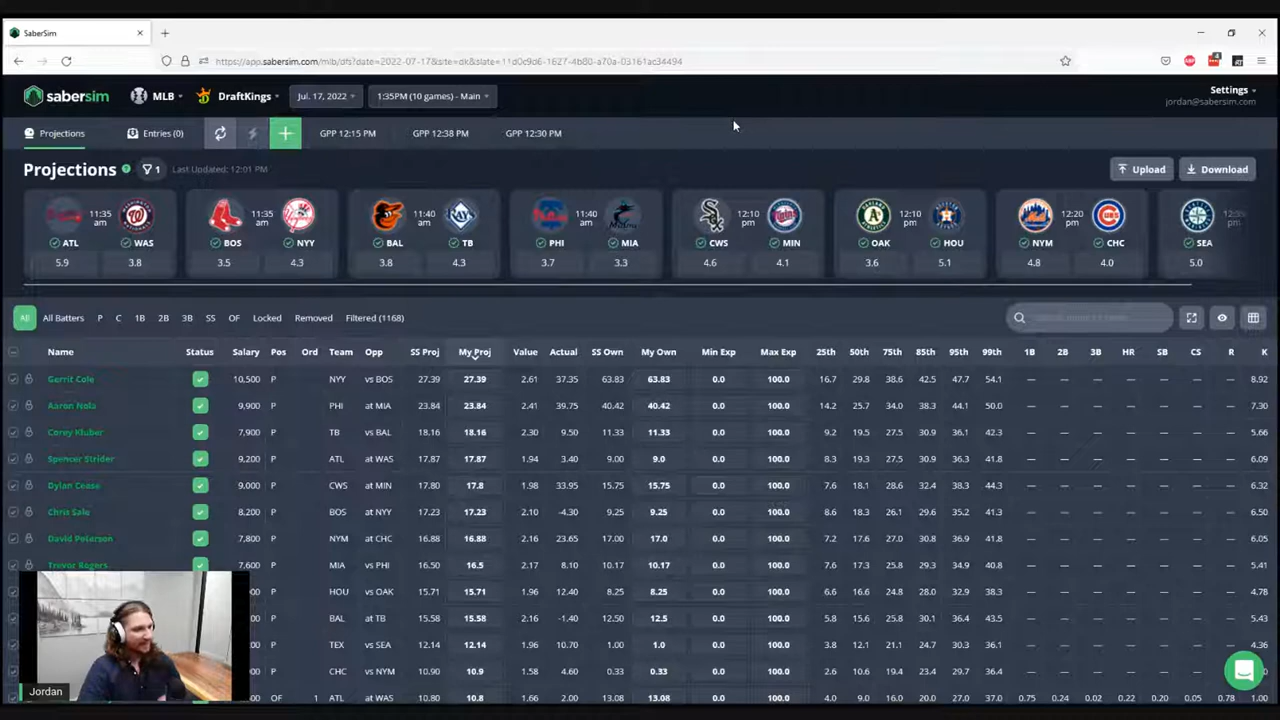 SaberSim
https://app.sabersim.com/mlb/dfs?date=2022-07-17&site=dk&slate=11d0c9d6-1627-4b80-a70a-03161ac34494
sabersim MLB DraftKings Jul. 17, 2022 1:35PM (10 games) - Main Settings
jordan@sabersim.com
Projections Entries (0) GPP 12:15 PM GPP 12:38 PM GPP 12:30 PM
Projections 1 Last Updated: 12:01 PM Upload Download
11:35 am 11:35 am 11:40 am 11:40 am 12:10 pm 12:10 pm 12:20 pm pm
ATL WAS BOS NYY BAL TB PHI MIA CWS MIN OAK HOU NYM CHC SEA
5.9 3.8 3.5 4.3 3.8 4.3 3.7 3.3 4.6 4.1 3.6 5.1 4.8 4.0 5.0
All All Batters P C 1B 2B 3B SS OF Locked Removed Filtered (1168)
Name Status Salary Pos Ord Team Opp SS Proj My Proj Value Actual SS Own My Own Min Exp Max Exp 25th 50th 75th 85th 95th 99th 1B 2B 3B HR SB CS R K
Gerrit Cole 10,500 P NYY vs BOS 27.39 27.39 2.61 37.35 63.83 63.83 0.0 100.0 16.7 29.8 38.6 42.5 47.7 54.1 — — — — — — — 8.92
Aaron Nola 9,900 P PHI at MIA 23.84 23.84 2.41 39.75 40.42 40.42 0.0 100.0 14.2 25.7 34.0 38.3 44.1 50.0 — — — — — — — 7.30
Corey Kluber 7,900 P TB vs BAL 18.16 18.16 2.30 9.50 11.33 11.33 0.0 100.0 9.2 19.5 27.5 30.9 36.1 42.3 — — — — — — — 5.66
Spencer Strider 9,200 P ATL at WAS 17.87 17.87 1.94 3.40 9.00 9.0 0.0 100.0 8.3 19.3 27.5 30.9 36.3 41.8 — — — — — — — 6.09
Dylan Cease 9,000 P CWS at MIN 17.80 17.8 1.98 33.95 15.75 15.75 0.0 100.0 7.6 18.1 28.6 32.4 38.3 44.3 — — — — — — — 6.32
Chris Sale 8,200 P BOS at NYY 17.23 17.23 2.10 -4.30 9.25 9.25 0.0 100.0 8.3 18.3 26.1 29.6 35.2 41.3 — — — — — — — 6.50
David Peterson 7,800 P NYM at CHC 16.88 16.88 2.16 23.65 17.00 17.0 0.0 100.0 7.2 17.6 27.0 30.8 36.9 41.8 — — — — — — — 6.05
Trevor Rogers 7,600 P MIA vs PHI 16.50 16.5 2.17 8.10 10.17 10.17 0.0 100.0 7.6 17.3 25.8 29.3 34.9 40.8 — — — — — — — 5.41
P HOU vs OAK 15.71 15.71 1.96 12.40 8.25 8.25 0.0 100.0 6.6 16.6 24.8 28.0 32.9 38.3 — — — — — — — 4.78
P BAL at TB 15.58 15.58 2.16 -1.40 12.50 12.5 0.0 100.0 5.8 15.6 25.8 30.1 36.4 43.5 — — — — — — — 5.43
P TEX vs SEA 12.14 12.14 1.96 10.70 1.00 1.0 0.0 100.0 3.8 12.1 21.1 24.7 30.5 34.9 — — — — — — — 4.36
P CHC vs NYM 10.90 10.9 1.58 4.60 0.33 0.33 0.0 100.0 2.6 10.6 19.4 23.4 29.7 36.4 — — — — — — — 4.51
OF 1 ATL at WAS 10.80 10.8 1.66 2.00 13.08 13.08 0.0 100.0 4.0 9.0 16.0 20.0 27.0 37.0 0.75 0.24 0.02 0.22 0.20 0.05 0.78 1.00
Jordan